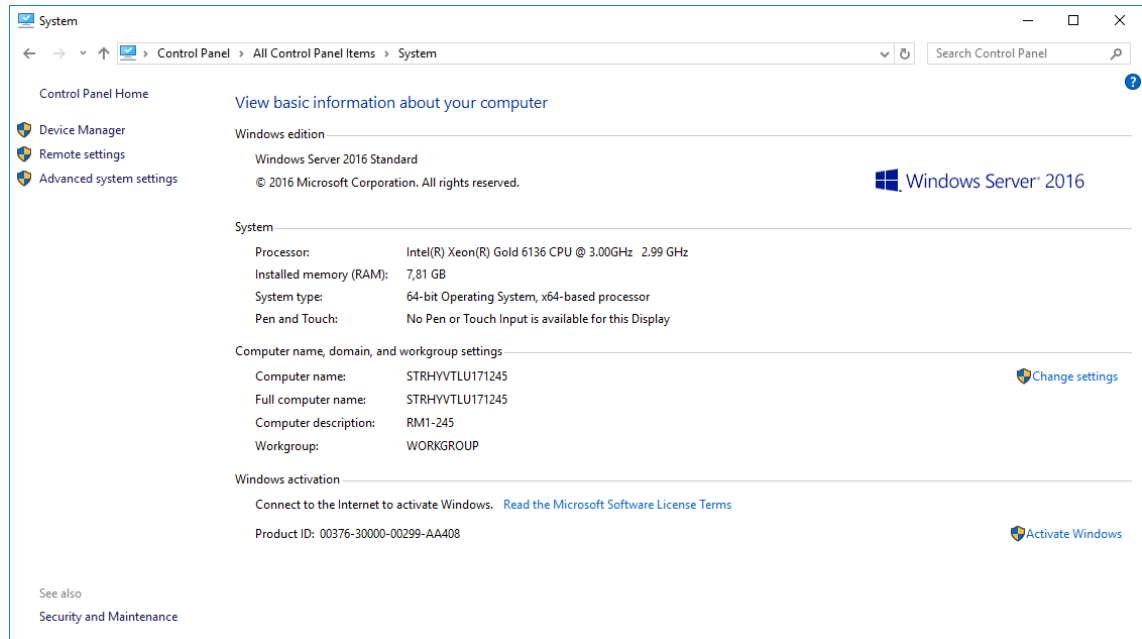 System
Control Panel > All Control Panel Items > System
Search Control Panel
Control Panel Home
Device Manager
Remote settings
Advanced system settings
View basic information about your computer
Windows edition
Windows Server 2016 Standard
© 2016 Microsoft Corporation. All rights reserved.
Windows Server® 2016
System
Processor: Intel(R) Xeon(R) Gold 6136 CPU @ 3.00GHz 2.99 GHz
Installed memory (RAM): 7,81 GB
System type: 64-bit Operating System, x64-based processor
Pen and Touch: No Pen or Touch Input is available for this Display
Computer name, domain, and workgroup settings
Computer name: STRHYVTLU171245
Change settings
Full computer name: STRHYVTLU171245
Computer description: RM1-245
Workgroup: WORKGROUP
Windows activation
Connect to the Internet to activate Windows. Read the Microsoft Software License Terms
Product ID: 00376-30000-00299-AA408
Activate Windows
See also
Security and Maintenance